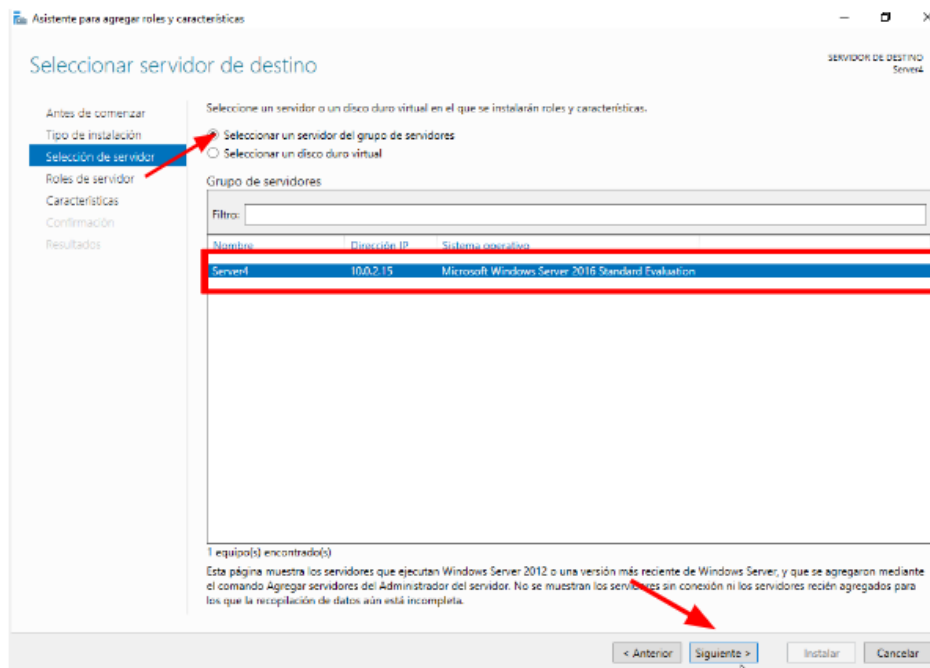 Asistente para agregar roles y características
Seleccionar servidor de destino
SERVIDOR DE DESTINO
Server4
Antes de comenzar
Tipo de instalación
Selección de servidor
Roles de servidor
Características
Confirmación
Resultados
Seleccione un servidor o un disco duro virtual en el que se instalarán roles y características.
Seleccionar un servidor del grupo de servidores
Seleccionar un disco duro virtual
Grupo de servidores
Filtro:
Nombre Dirección IP Sistema operativo
Server4 10.0.2.15 Microsoft Windows Server 2016 Standard Evaluation
1 equipo(s) encontrado(s)
Esta página muestra los servidores que ejecutan Windows Server 2012 o una versión más reciente de Windows Server, y que se agregaron mediante
el comando Agregar servidores del Administrador del servidor. No se muestran los servidores sin conexión ni los servidores recién agregados para
los que la recopilación de datos aún está incompleta.
< Anterior Siguiente > Instalar Cancelar